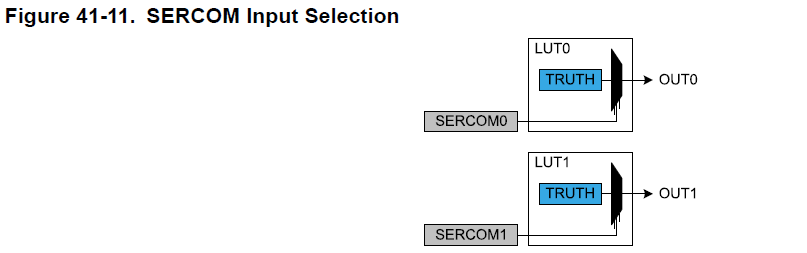 Figure 41-11. SERCOM Input Selection
LUT0
TRUTH
OUT0
SERCOM0
LUT1
TRUTH
OUT1
SERCOM1